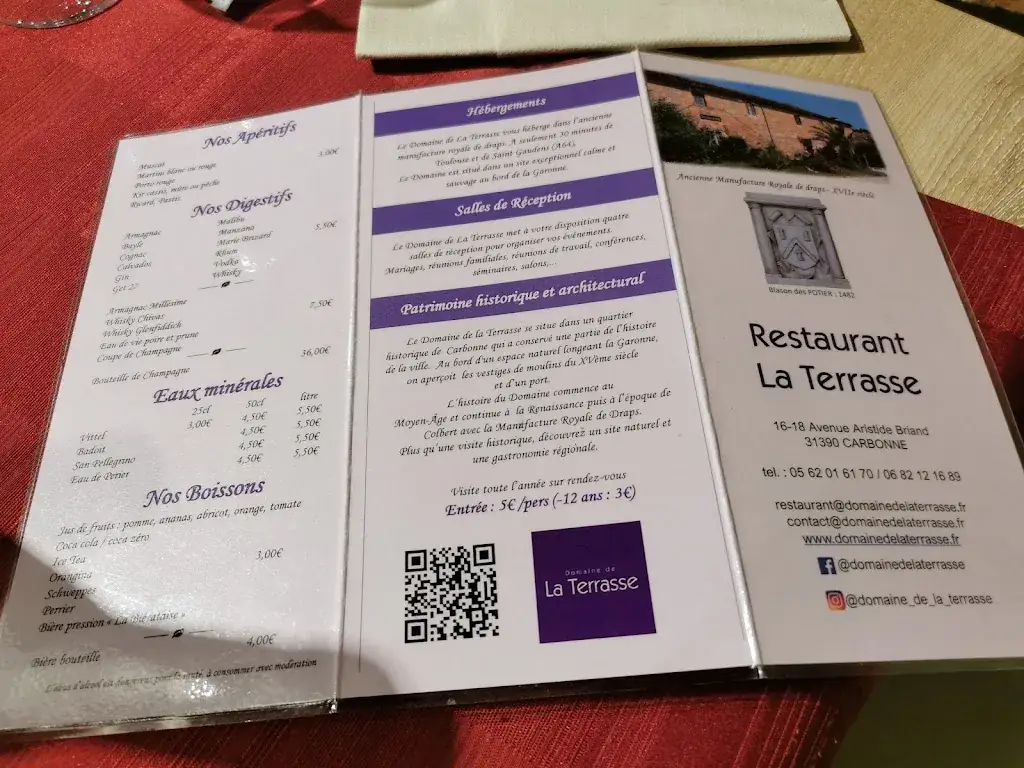 Nos Apéritifs
3,00€
Muscat
Martini blanc ou rouge
Porto rouge
Kir cassis, mûre ou pêche
Ricard, Pastis
Nos Digestifs
5,50€
Armagnac
Bayle
Cognac
Calvados
Gin
Get 27
Malibu
Manzana
Marie Brizard
Rhum
Vodka
Whisky
7,50€
Armagnac Millésime
Whisky Chivas
Whisky Glenfiddich
Eau de vie poire et prune
Coupe de Champagne
36,00€
Bouteille de Champagne
Eaux minérales
25cl 50cl litre
Vittel 3,00€ 4,50€ 5,50€
Badoit 4,50€ 5,50€
San Pellegrino 4,50€ 5,50€
Eau de Perier 4,50€ 5,50€
Nos Boissons
Jus de fruits : pomme, ananas, abricot, orange, tomate
Coca cola / coca zéro
Ice Tea 3,00€
Orangina
Schweppes
Perrier
Bière pression « La Biérataise »
4,00€
Bière bouteille
L'abus d'alcool est dangereux pour la santé, à consommer avec modération
Hébergements
Le Domaine de La Terrasse vous héberge dans l'ancienne
manufacture royale de draps. A seulement 30 minutes de
Toulouse et de Saint Gaudens (A64),
Le Domaine est situé dans un site exceptionnel calme et
sauvage au bord de la Garonne.
Salles de Réception
Le Domaine de La Terrasse met à votre disposition quatre
salles de réception pour organiser vos événements.
Mariages, réunions familiales, réunions de travail, conférences,
séminaires, salons,...
Patrimoine historique et architectural
Le Domaine de la Terrasse se situe dans un quartier
historique de Carbonne qui a conservé une partie de l'histoire
de la ville. Au bord d'un espace naturel longeant la Garonne,
on aperçoit les vestiges de moulins du XVème siècle
et d'un port.
L'histoire du Domaine commence au
Moyen-Âge et continue à la Renaissance puis à l'époque de
Colbert avec la Manufacture Royale de Draps.
Plus qu'une visite historique, découvrez un site naturel et
une gastronomie régionale.
Visite toute l'année sur rendez-vous
Entrée : 5€/pers (-12 ans : 3€)
Domaine de
La Terrasse
Ancienne Manufacture Royale de draps - XVIIe siècle
Blason des POTIER : 1482
Restaurant
La Terrasse
16-18 Avenue Aristide Briand
31390 CARBONNE
tel. : 05 62 01 61 70 / 06 82 12 16 89
restaurant@domainedelaterrasse.fr
contact@domainedelaterrasse.fr
www.domainedelaterrasse.fr
@domainedelaterrasse
@domaine_de_la_terrasse